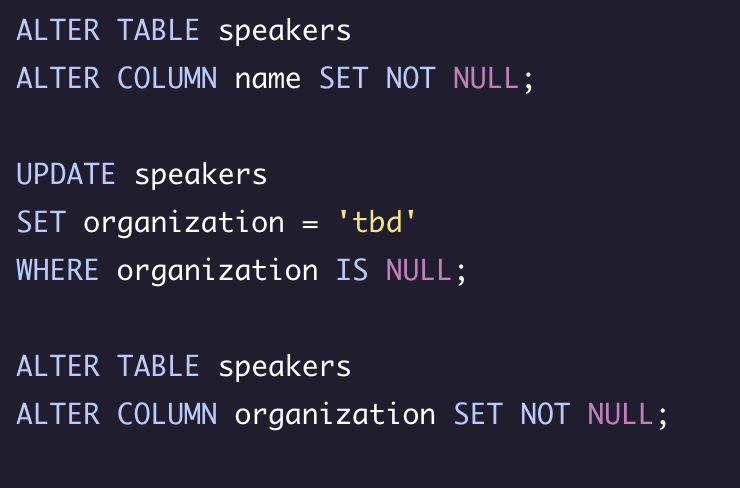 ALTER TABLE speakers
ALTER COLUMN name SET NOT NULL;
UPDATE speakers
SET organization = 'tbd'
WHERE organization IS NULL;
ALTER TABLE speakers
ALTER COLUMN organization SET NOT NULL;